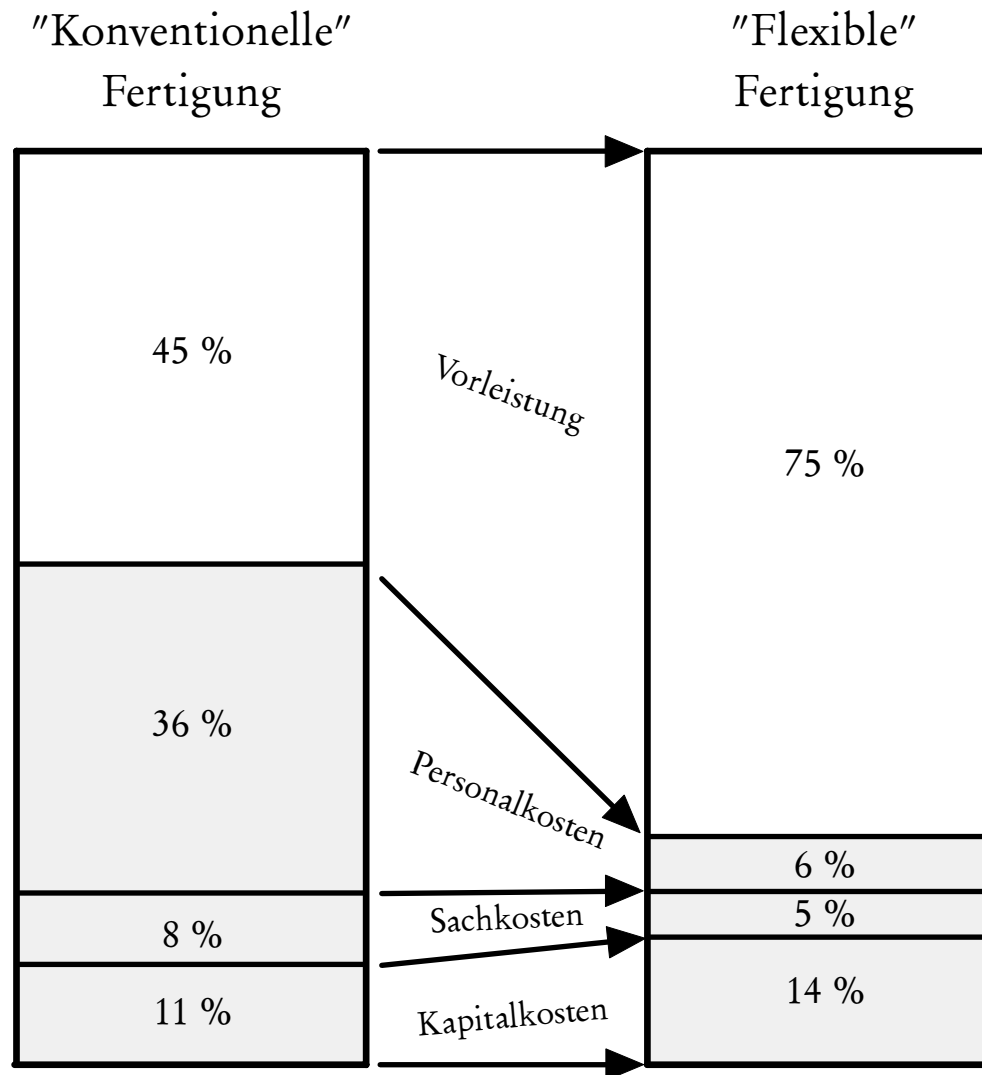 "Konventionelle"
Fertigung
"Flexible"
Fertigung
45 %
Vorleistung
75 %
36 %
Personalkosten
6 %
Sachkosten
5 %
8 %
Kapitalkosten
14 %
11 %